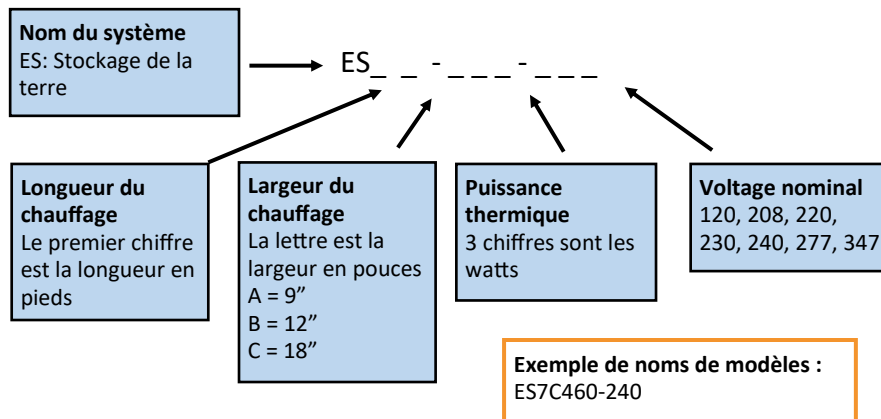 Nom du système
ES: Stockage de la
terre
ES_ _ - _ _ _ - _ _ _
Longueur du
chauffage
Le premier chiffre
est la longueur en
pieds
Largeur du
chauffage
La lettre est la
largeur en pouces
A = 9”
B = 12”
C = 18”
Puissance
thermique
3 chiffres sont les
watts
Voltage nominal
120, 208, 220,
230, 240, 277, 347
Exemple de noms de modèles :
ES7C460-240